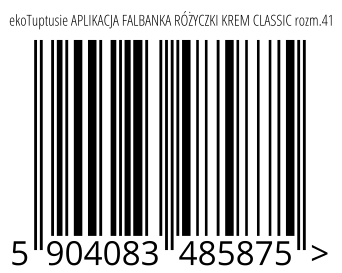 ekoTuptusie APLIKACJA FALBANKA RÓŻYCZKI KREM CLASSIC rozm.41
5 904083 485875 >